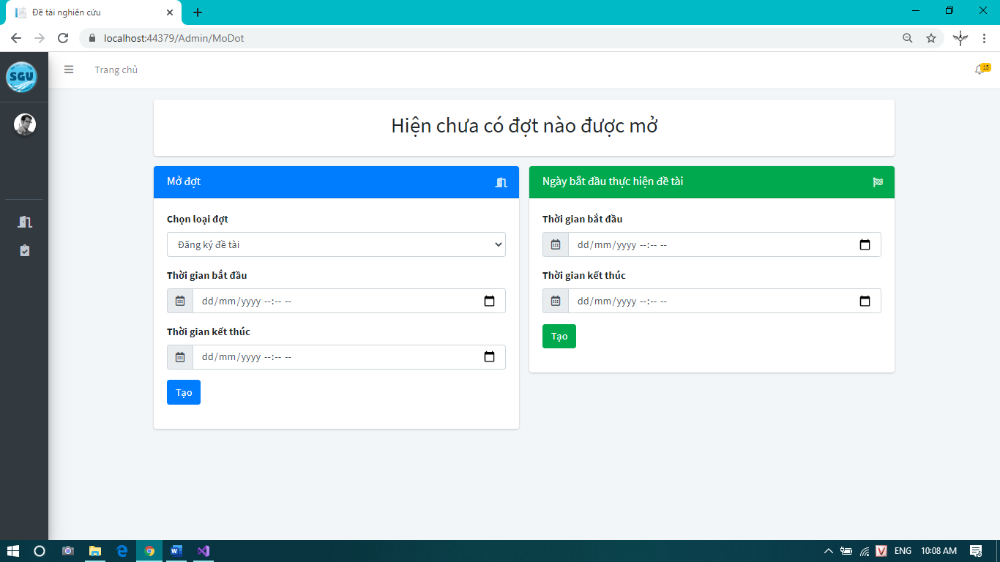 Đề tài nghiên cứu
localhost:44379/Admin/MoDot
SGU
Trang chủ
15
Hiện chưa có đợt nào được mở
Mở đợt
Chọn loại đợt
Đăng ký đề tài
Thời gian bắt đầu
dd/mm/yyyy --:-- --
Thời gian kết thúc
dd/mm/yyyy --:-- --
Tạo
Ngày bắt đầu thực hiện đề tài
Thời gian bắt đầu
dd/mm/yyyy --:-- --
Thời gian kết thúc
dd/mm/yyyy --:-- --
Tạo
ENG
10:08 AM